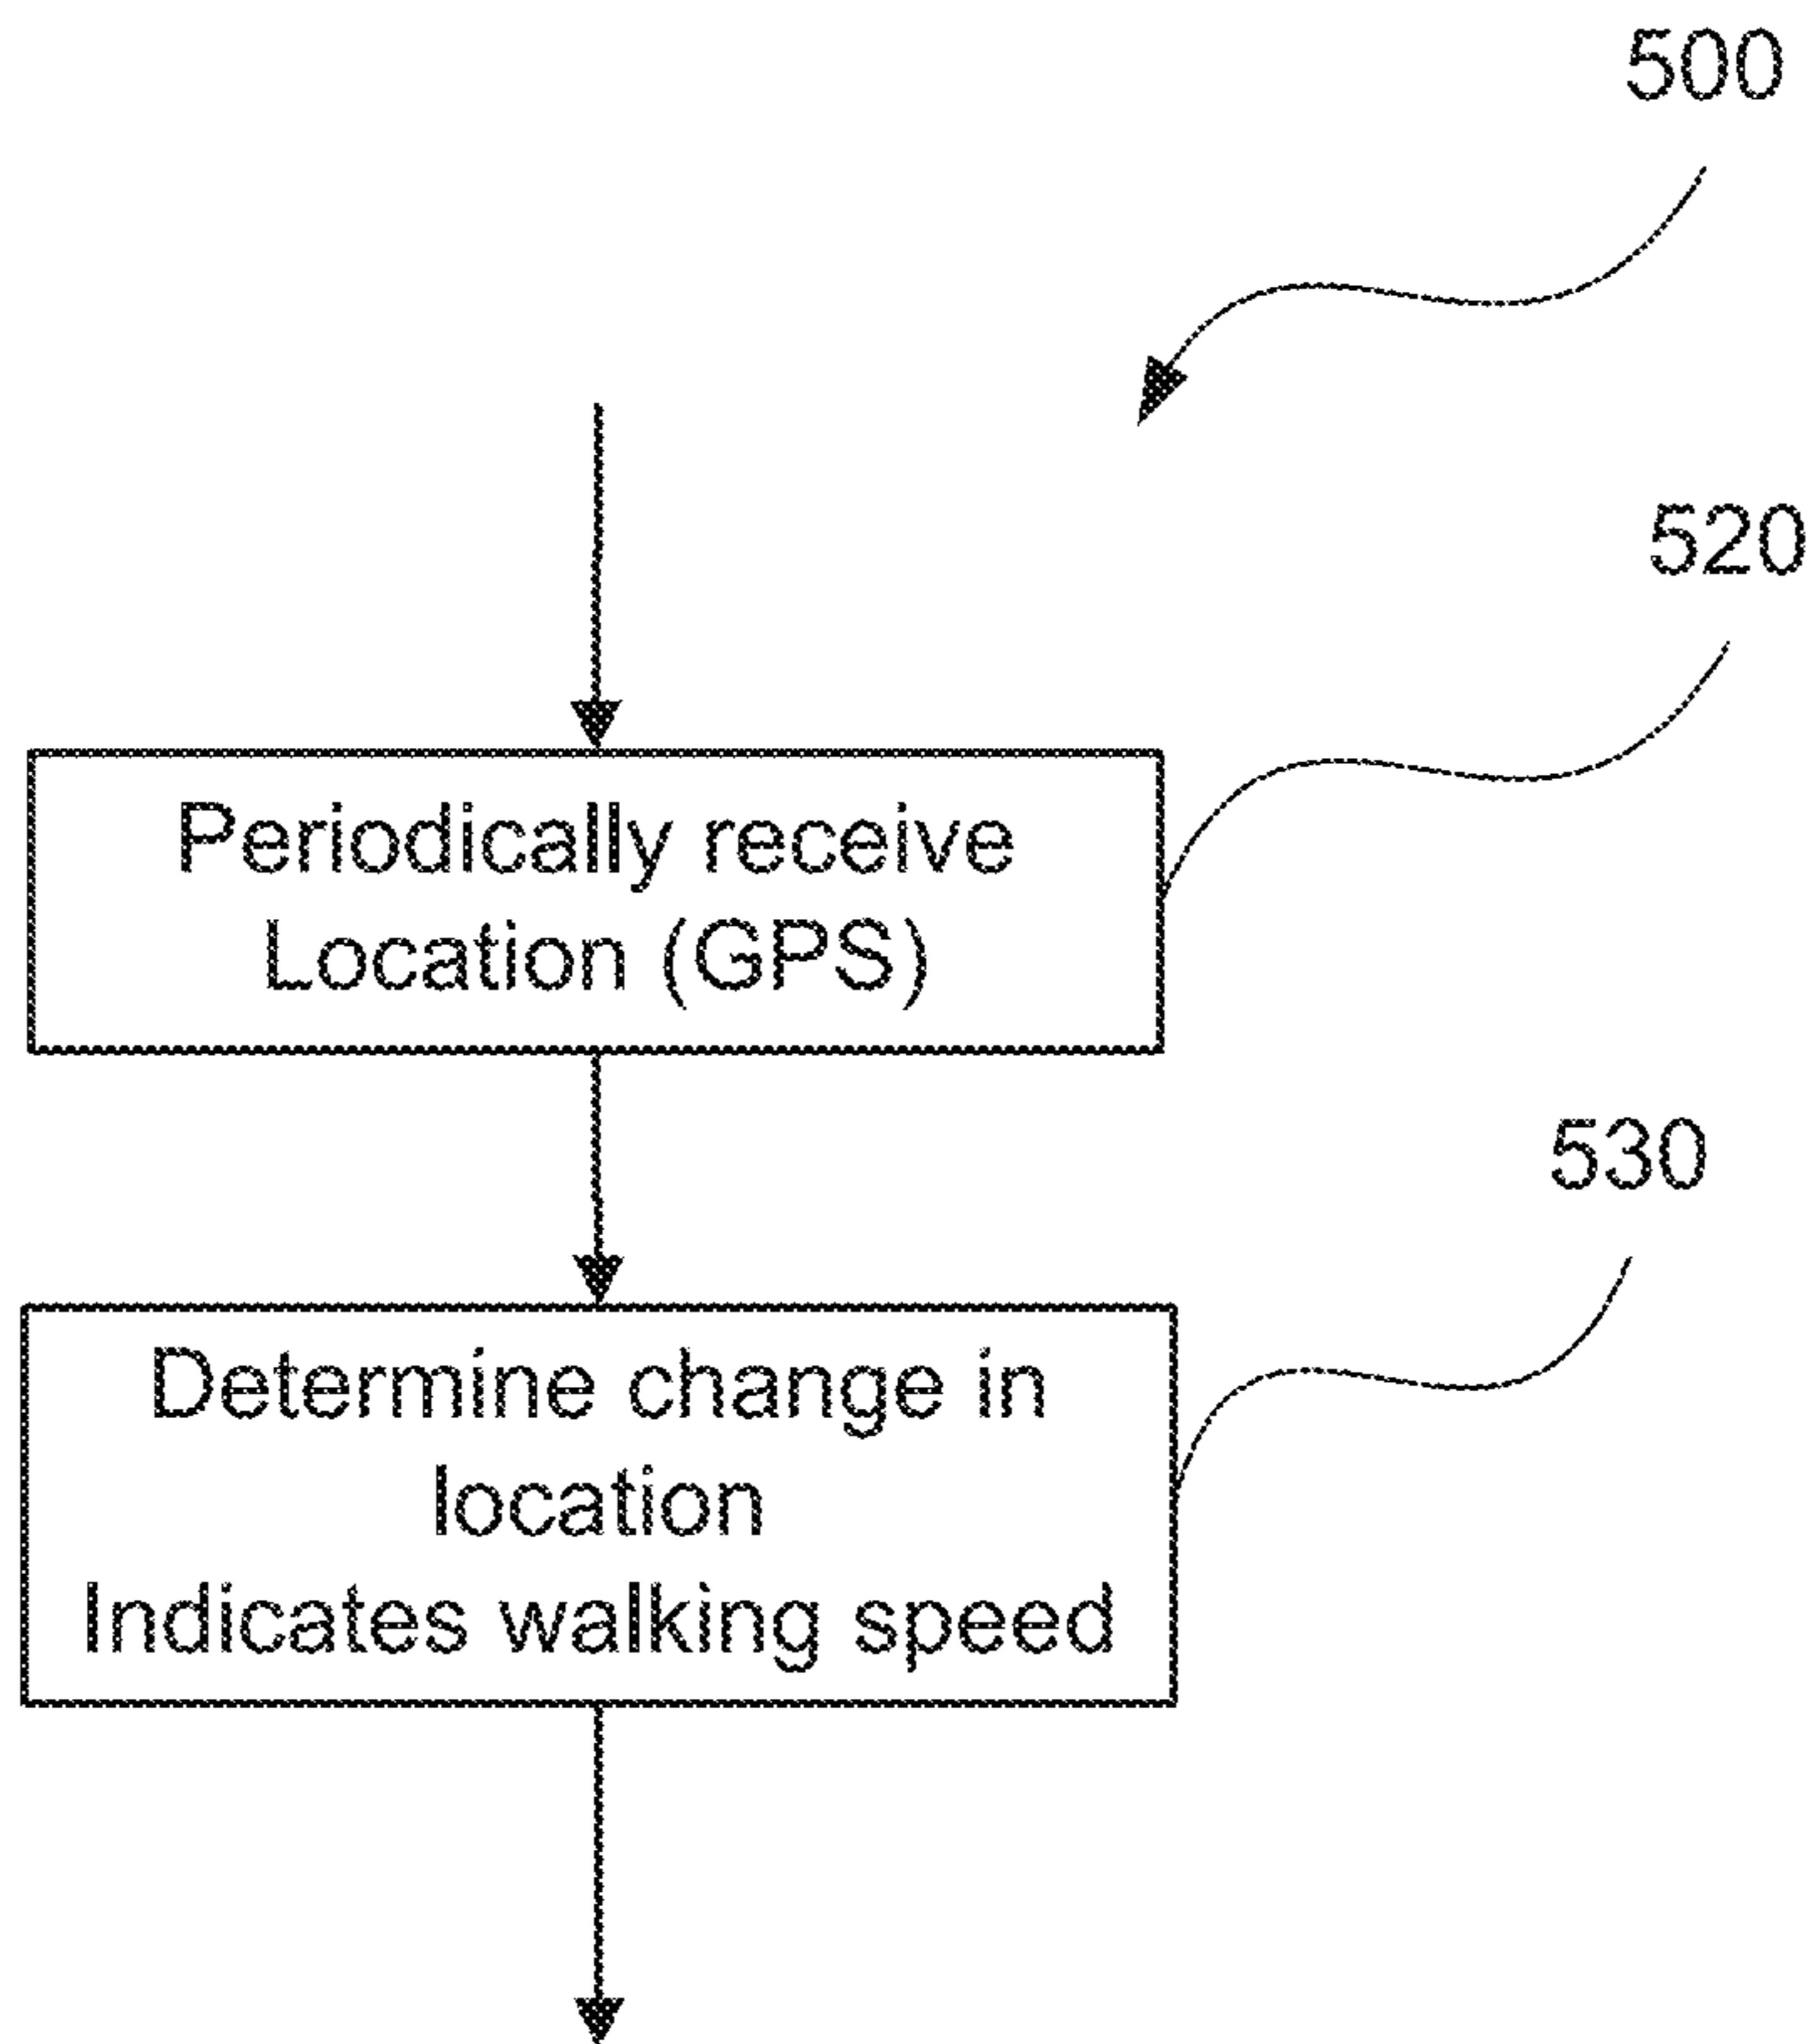 500
520
Periodically receive
Location (GPS)
530
Determine change in
location
Indicates walking speed